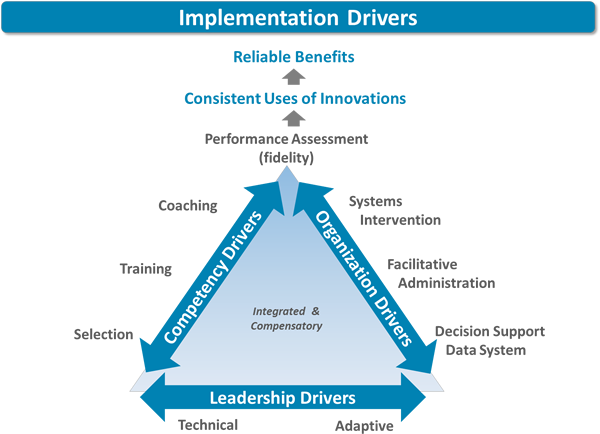 Implementation Drivers
Reliable Benefits
Consistent Uses of Innovations
Performance Assessment
(fidelity)
Coaching
Training
Selection
Competency Drivers
Organization Drivers
Systems
Intervention
Facilitative
Administration
Decision Support
Data System
Integrated &
Compensatory
Leadership Drivers
Technical
Adaptive